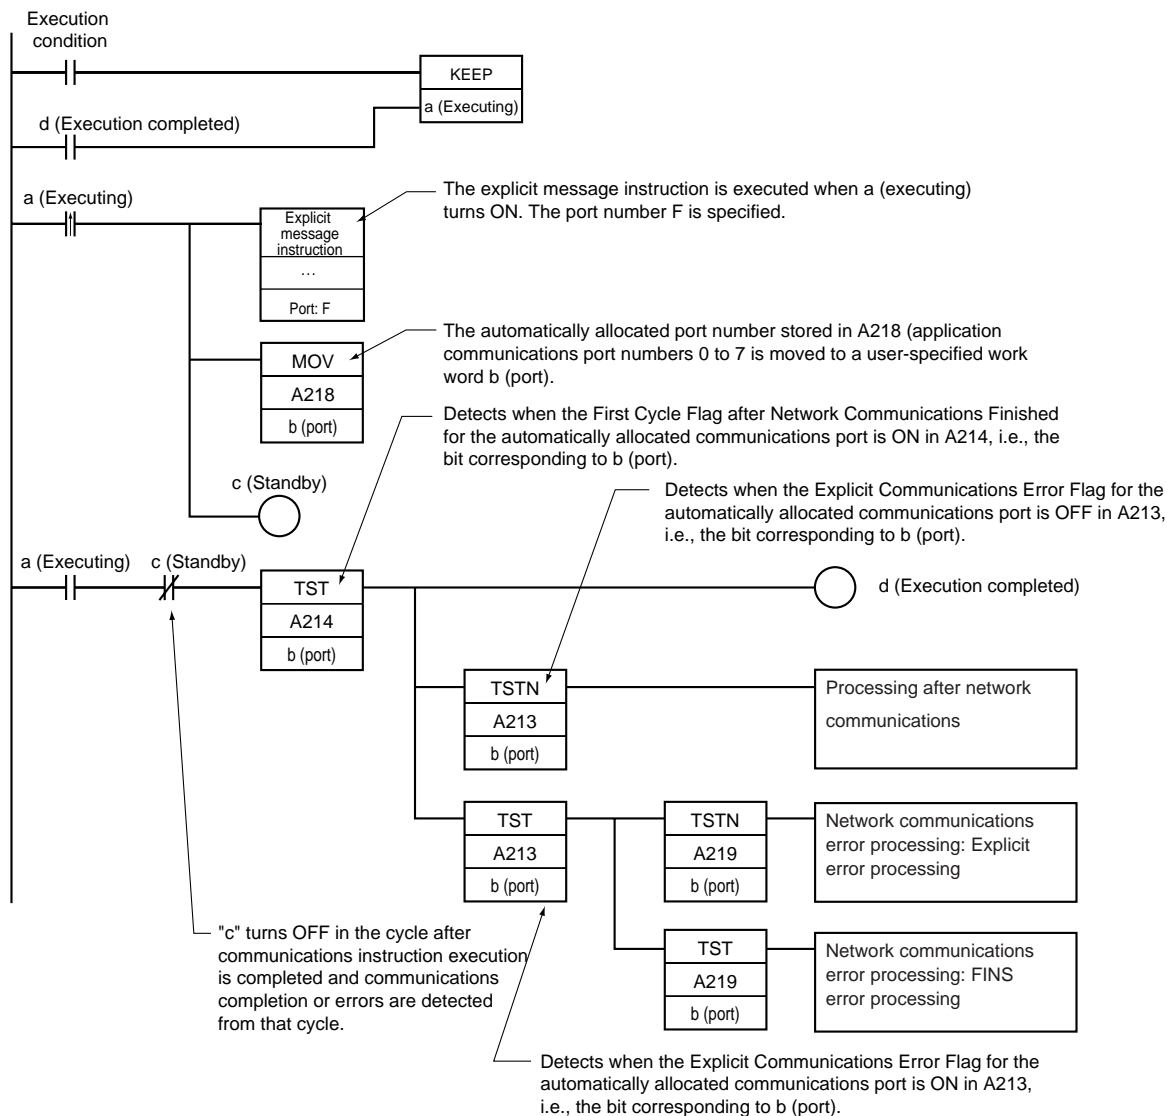 Execution
condition
KEEP
a (Executing)
d (Execution completed)
a (Executing)
The explicit message instruction is executed when a (executing)
turns ON. The port number F is specified.
Explicit
message
instruction
...
Port: F
The automatically allocated port number stored in A218 (application
communications port numbers 0 to 7 is moved to a user-specified work
word b (port).
MOV
A218
b (port)
Detects when the First Cycle Flag after Network Communications Finished
for the automatically allocated communications port is ON in A214, i.e., the
bit corresponding to b (port).
c (Standby)
Detects when the Explicit Communications Error Flag for the
automatically allocated communications port is OFF in A213,
i.e., the bit corresponding to b (port).
a (Executing)
c (Standby)
TST
A214
b (port)
d (Execution completed)
TSTN
A213
b (port)
Processing after network
communications
TST
A213
b (port)
TSTN
A219
b (port)
Network communications
error processing: Explicit
error processing
"c" turns OFF in the cycle after
communications instruction execution
is completed and communications
completion or errors are detected
from that cycle.
TST
A219
b (port)
Network communications
error processing: FINS
error processing
Detects when the Explicit Communications Error Flag for the
automatically allocated communications port is ON in A213,
i.e., the bit corresponding to b (port).